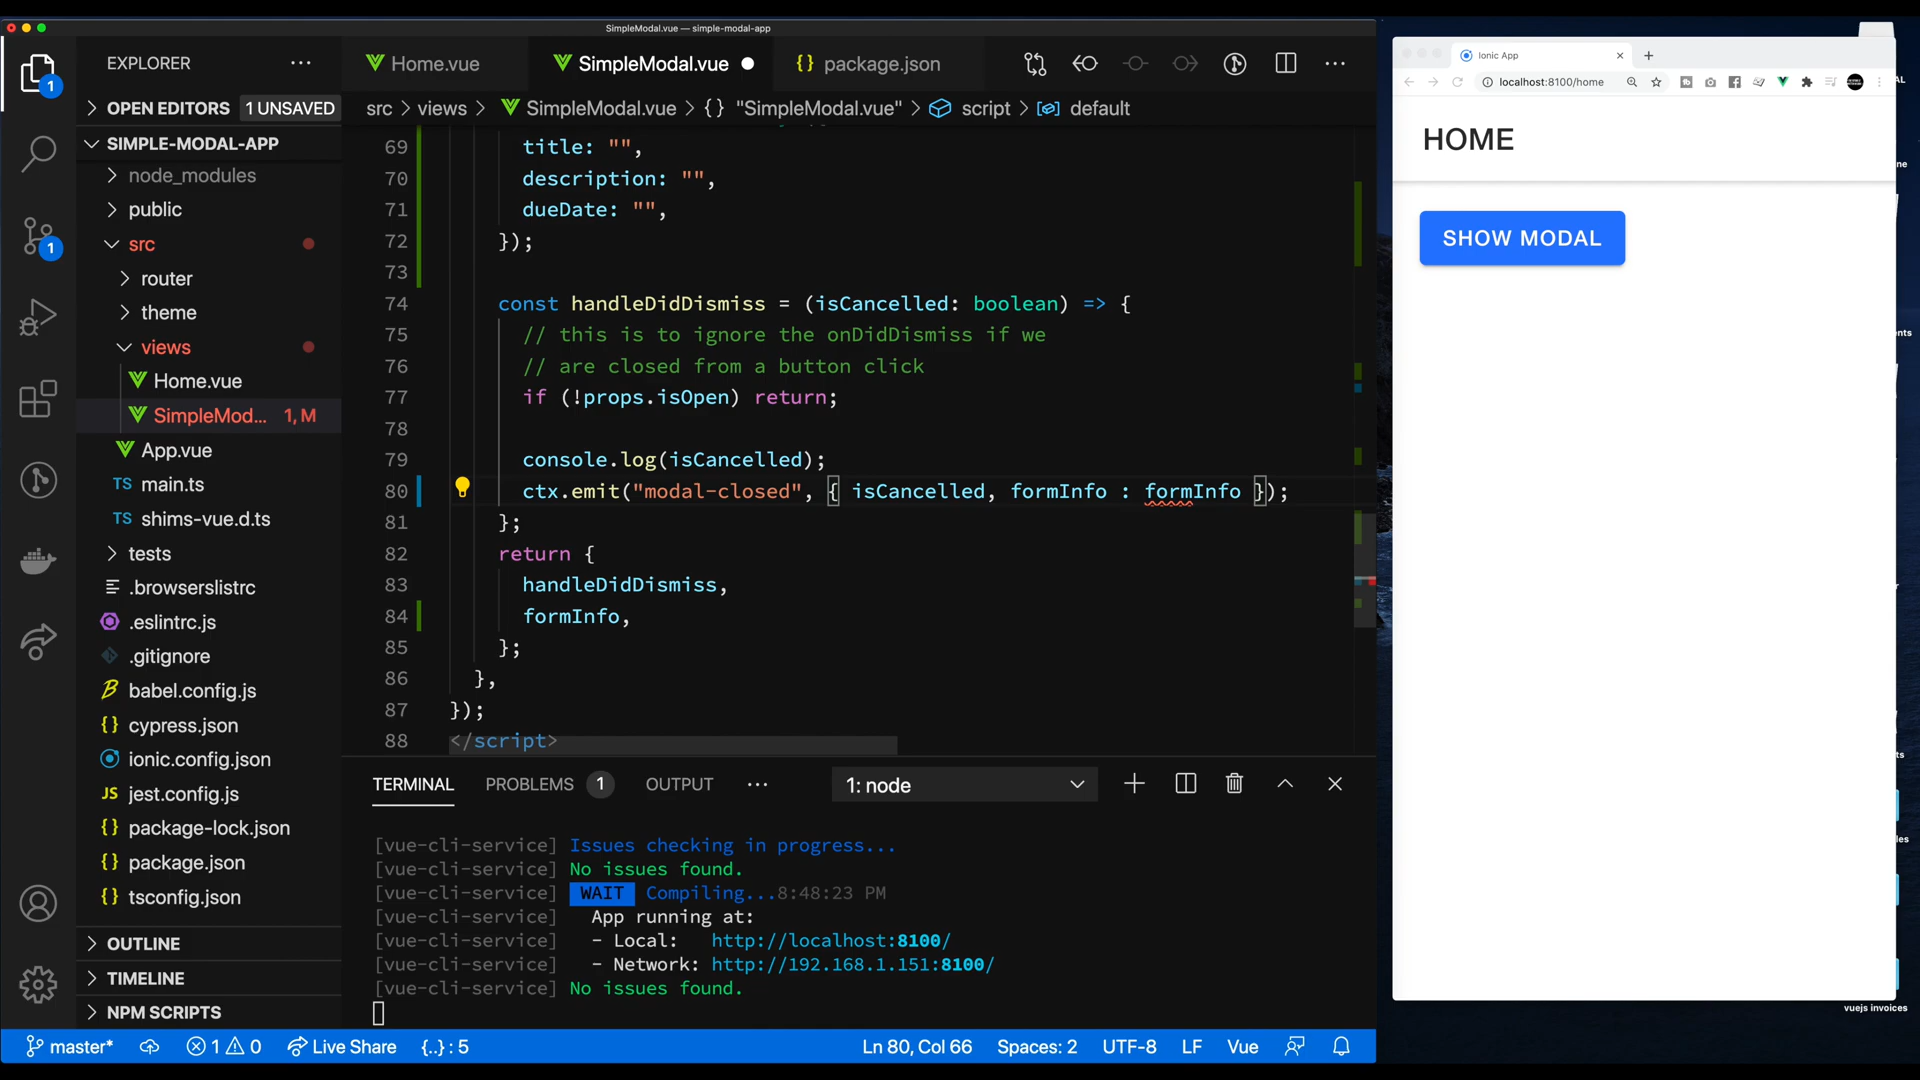 SimpleModal.vue — simple-modal-app
EXPLORER
Home.vue
SimpleModal.vue
package.json
OPEN EDITORS
1 UNSAVED
src > views > SimpleModal.vue > {} "SimpleModal.vue" > script > default
SIMPLE-MODAL-APP
node_modules
public
src
router
theme
views
Home.vue
SimpleMod... 1, M
App.vue
TS main.ts
TS shims-vue.d.ts
tests
.browserslistrc
.eslintrc.js
.gitignore
babel.config.js
{} cypress.json
ionic.config.json
JS jest.config.js
{} package-lock.json
{} package.json
{} tsconfig.json
OUTLINE
TIMELINE
NPM SCRIPTS
1
1
69 title: "",
70 description: "",
71 dueDate: "",
72 });
73
74 const handleDidDismiss = (isCancelled: boolean) => {
75 // this is to ignore the onDidDismiss if we
76 // are closed from a button click
77 if (!props.isOpen) return;
78
79 console.log(isCancelled);
80 ctx.emit("modal-closed", { isCancelled, formInfo : formInfo });
81 };
82 return {
83 handleDidDismiss,
84 formInfo,
85 };
86 },
87 });
88 </script>
TERMINAL PROBLEMS 1 OUTPUT ··· 1: node
[vue-cli-service] Issues checking in progress...
[vue-cli-service] No issues found.
[vue-cli-service] WAIT Compiling...8:48:23 PM
[vue-cli-service] App running at:
[vue-cli-service] - Local: http://localhost:8100/
[vue-cli-service] - Network: http://192.168.1.151:8100/
[vue-cli-service] No issues found.
master* 1 0 Live Share {..} : 5 Ln 80, Col 66 Spaces: 2 UTF-8 LF Vue
Ionic App
localhost:8100/home
HOME
SHOW MODAL
vuejs invoices